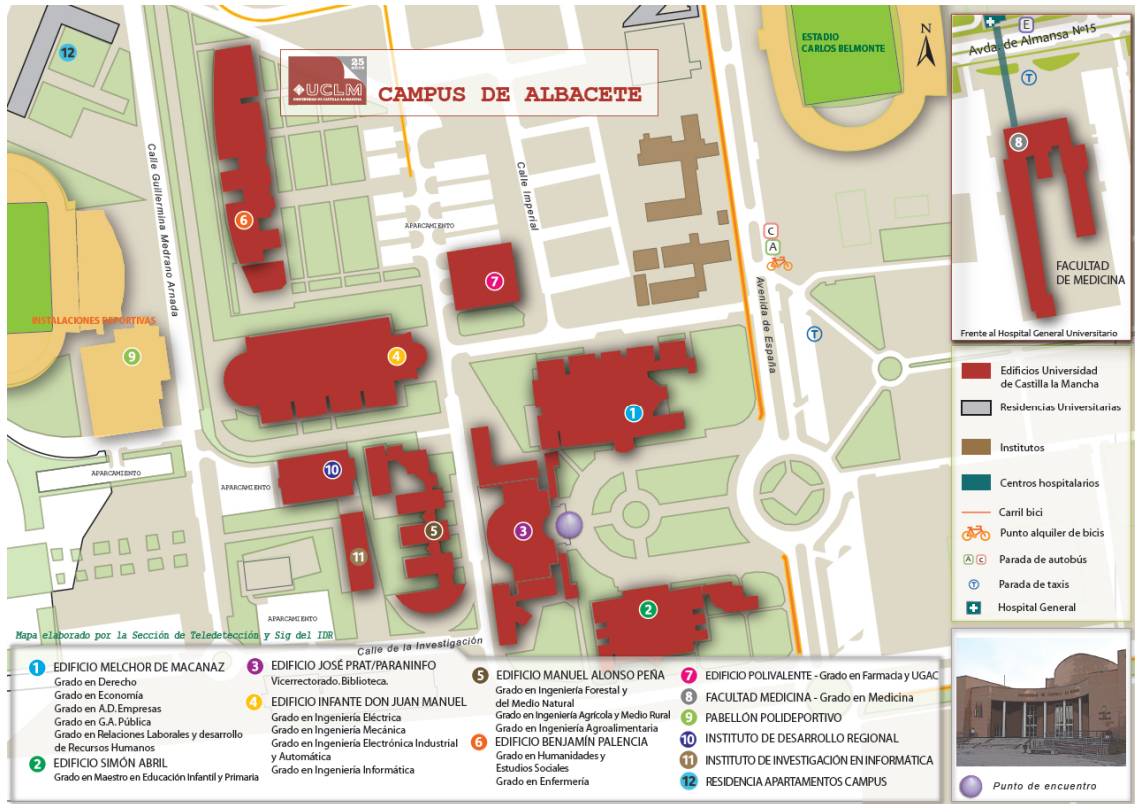 12
25
años
UCLM
UNIVERSIDAD DE CASTILLA-LA MANCHA
CAMPUS DE ALBACETE
ESTADIO
CARLOS BELMONTE
N
E
Avda. de Almansa Nº15
T
8
FACULTAD
DE MEDICINA
Frente al Hospital General Universitario
Calle Guillermina Medrano Arnada
Calle Imperial
6
APARCAMIENTO
7
C
A
Avenida de España
T
INSTALACIONES DEPORTIVAS
9
4
1
APARCAMIENTO
APARCAMIENTO
10
5
3
11
2
APARCAMIENTO
Calle de la Investigación
Mapa elaborado por la Sección de Teledetección y Sig del IDR
Edificios Universidad
de Castilla la Mancha
Residencias Universitarias
Institutos
Centros hospitalarios
Carril bici
Punto alquiler de bicis
A C Parada de autobús
T Parada de taxis
Hospital General
1 EDIFICIO MELCHOR DE MACANAZ
Grado en Derecho
Grado en Economía
Grado en A.D.Empresas
Grado en G.A.Pública
Grado en Relaciones Laborales y desarrollo
de Recursos Humanos
2 EDIFICIO SIMÓN ABRIL
Grado en Maestro en Educación Infantil y Primaria
3 EDIFICIO JOSÉ PRAT/PARANINFO
Vicerrectorado.Biblioteca.
4 EDIFICIO INFANTE DON JUAN MANUEL
Grado en Ingeniería Eléctrica
Grado en Ingeniería Mecánica
Grado en Ingeniería Electrónica Industrial
y Automática
Grado en Ingeniería Informática
5 EDIFICIO MANUEL ALONSO PEÑA
Grado en Ingeniería Forestal y
del Medio Natural
Grado en Ingeniería Agrícola y Medio Rural
Grado en Ingeniería Agroalimentaria
6 EDIFICIO BENJAMÍN PALENCIA
Grado en Humanidades y
Estudios Sociales
Grado en Enfermería
7 EDIFICIO POLIVALENTE - Grado en Farmacia y UGAC
8 FACULTAD MEDICINA - Grado en Medicina
9 PABELLÓN POLIDEPORTIVO
10 INSTITUTO DE DESARROLLO REGIONAL
11 INSTITUTO DE INVESTIGACIÓN EN INFORMÁTICA
12 RESIDENCIA APARTAMENTOS CAMPUS
Punto de encuentro